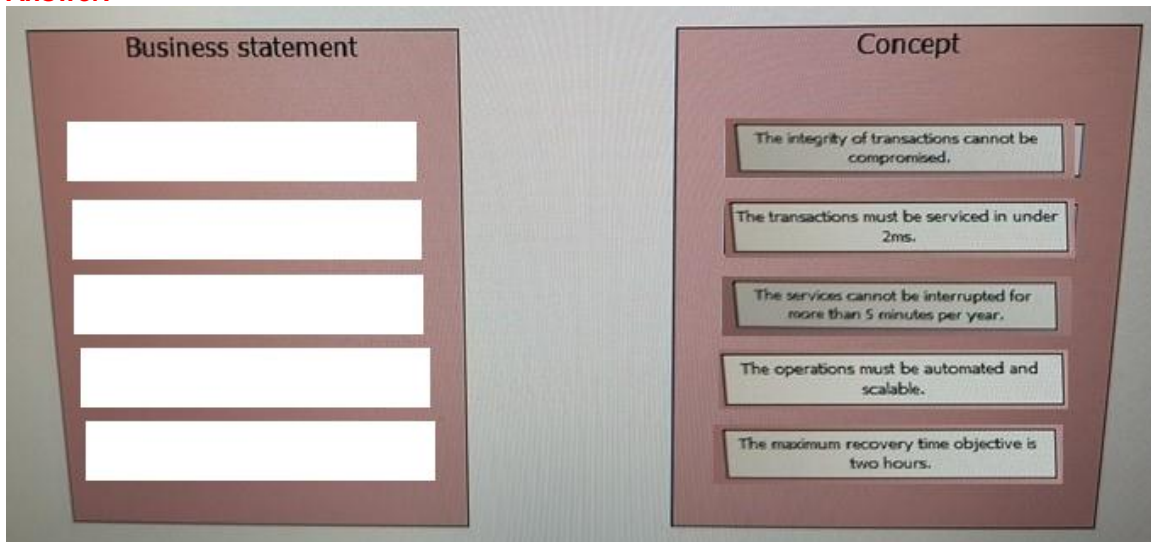 Business statement
Concept
The integrity of transactions cannot be
compromised.
The transactions must be serviced in under
2ms.
The services cannot be interrupted for
more than 5 minutes per year.
The operations must be automated and
scalable.
The maximum recovery time objective is
two hours.